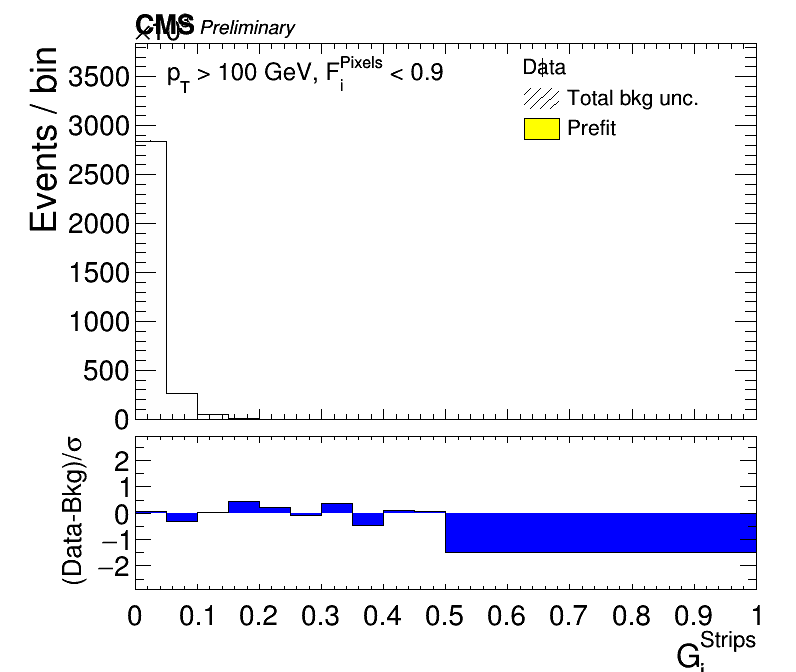 CMS Preliminary
×10³
p_T > 100 GeV, F_i^Pixels < 0.9
Data
Total bkg unc.
Prefit
Events / bin
3500
3000
2500
2000
1500
1000
500
0
(Data-Bkg)/σ
2
1
0
−1
−2
0 0.1 0.2 0.3 0.4 0.5 0.6 0.7 0.8 0.9 1
G_i^Strips